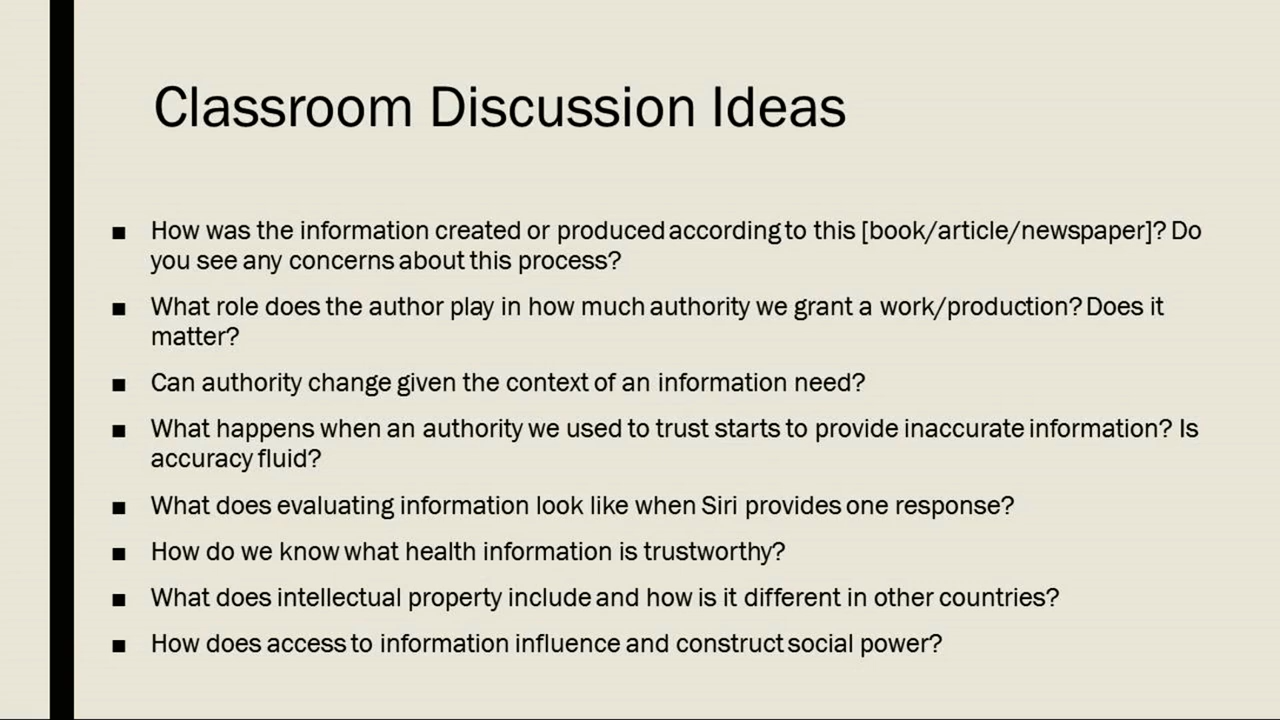 Classroom Discussion Ideas
■ How was the information created or produced according to this [book/article/newspaper]? Do
you see any concerns about this process?
■ What role does the author play in how much authority we grant a work/production? Does it
matter?
■ Can authority change given the context of an information need?
■ What happens when an authority we used to trust starts to provide inaccurate information? Is
accuracy fluid?
■ What does evaluating information look like when Siri provides one response?
■ How do we know what health information is trustworthy?
■ What does intellectual property include and how is it different in other countries?
■ How does access to information influence and construct social power?